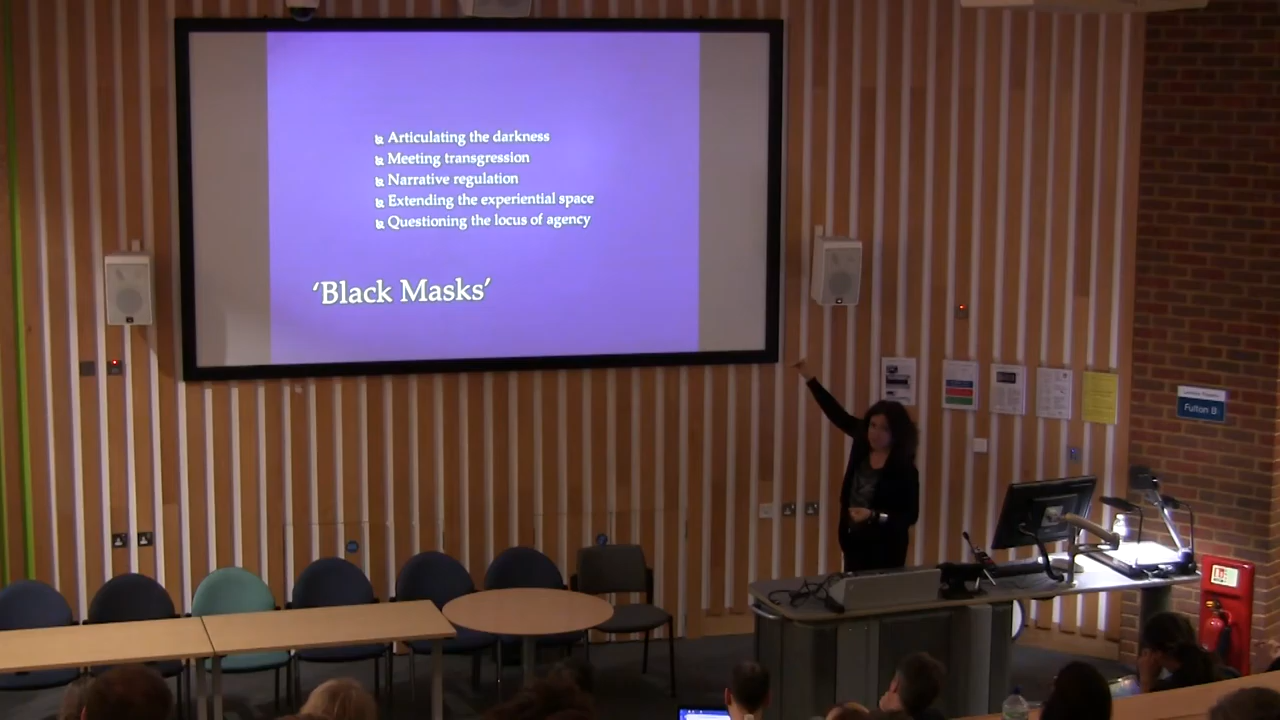 Articulating the darkness
Meeting transgression
Narrative regulation
Extending the experiential space
Questioning the locus of agency
‘Black Masks’
Fulton B